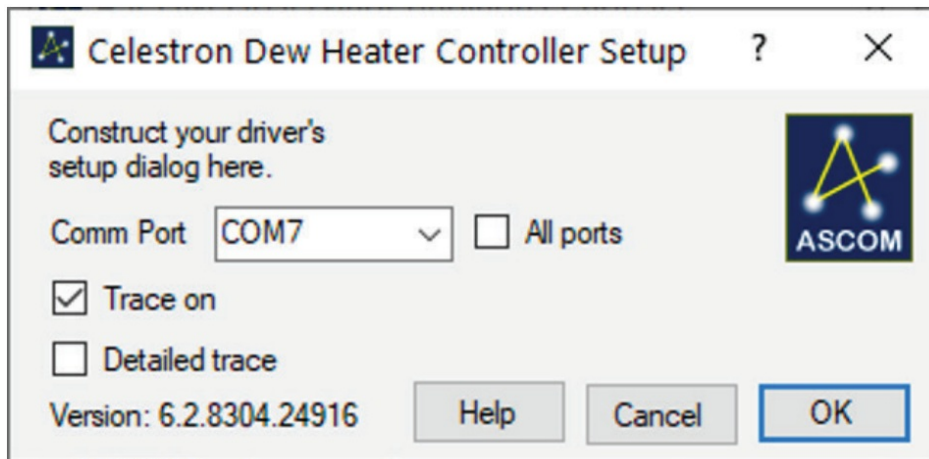 Celestron Dew Heater Controller Setup ?
Construct your driver's
setup dialog here.
ASCOM
Comm Port COM7 All ports
Trace on
Detailed trace
Version: 6.2.8304.24916 Help Cancel OK